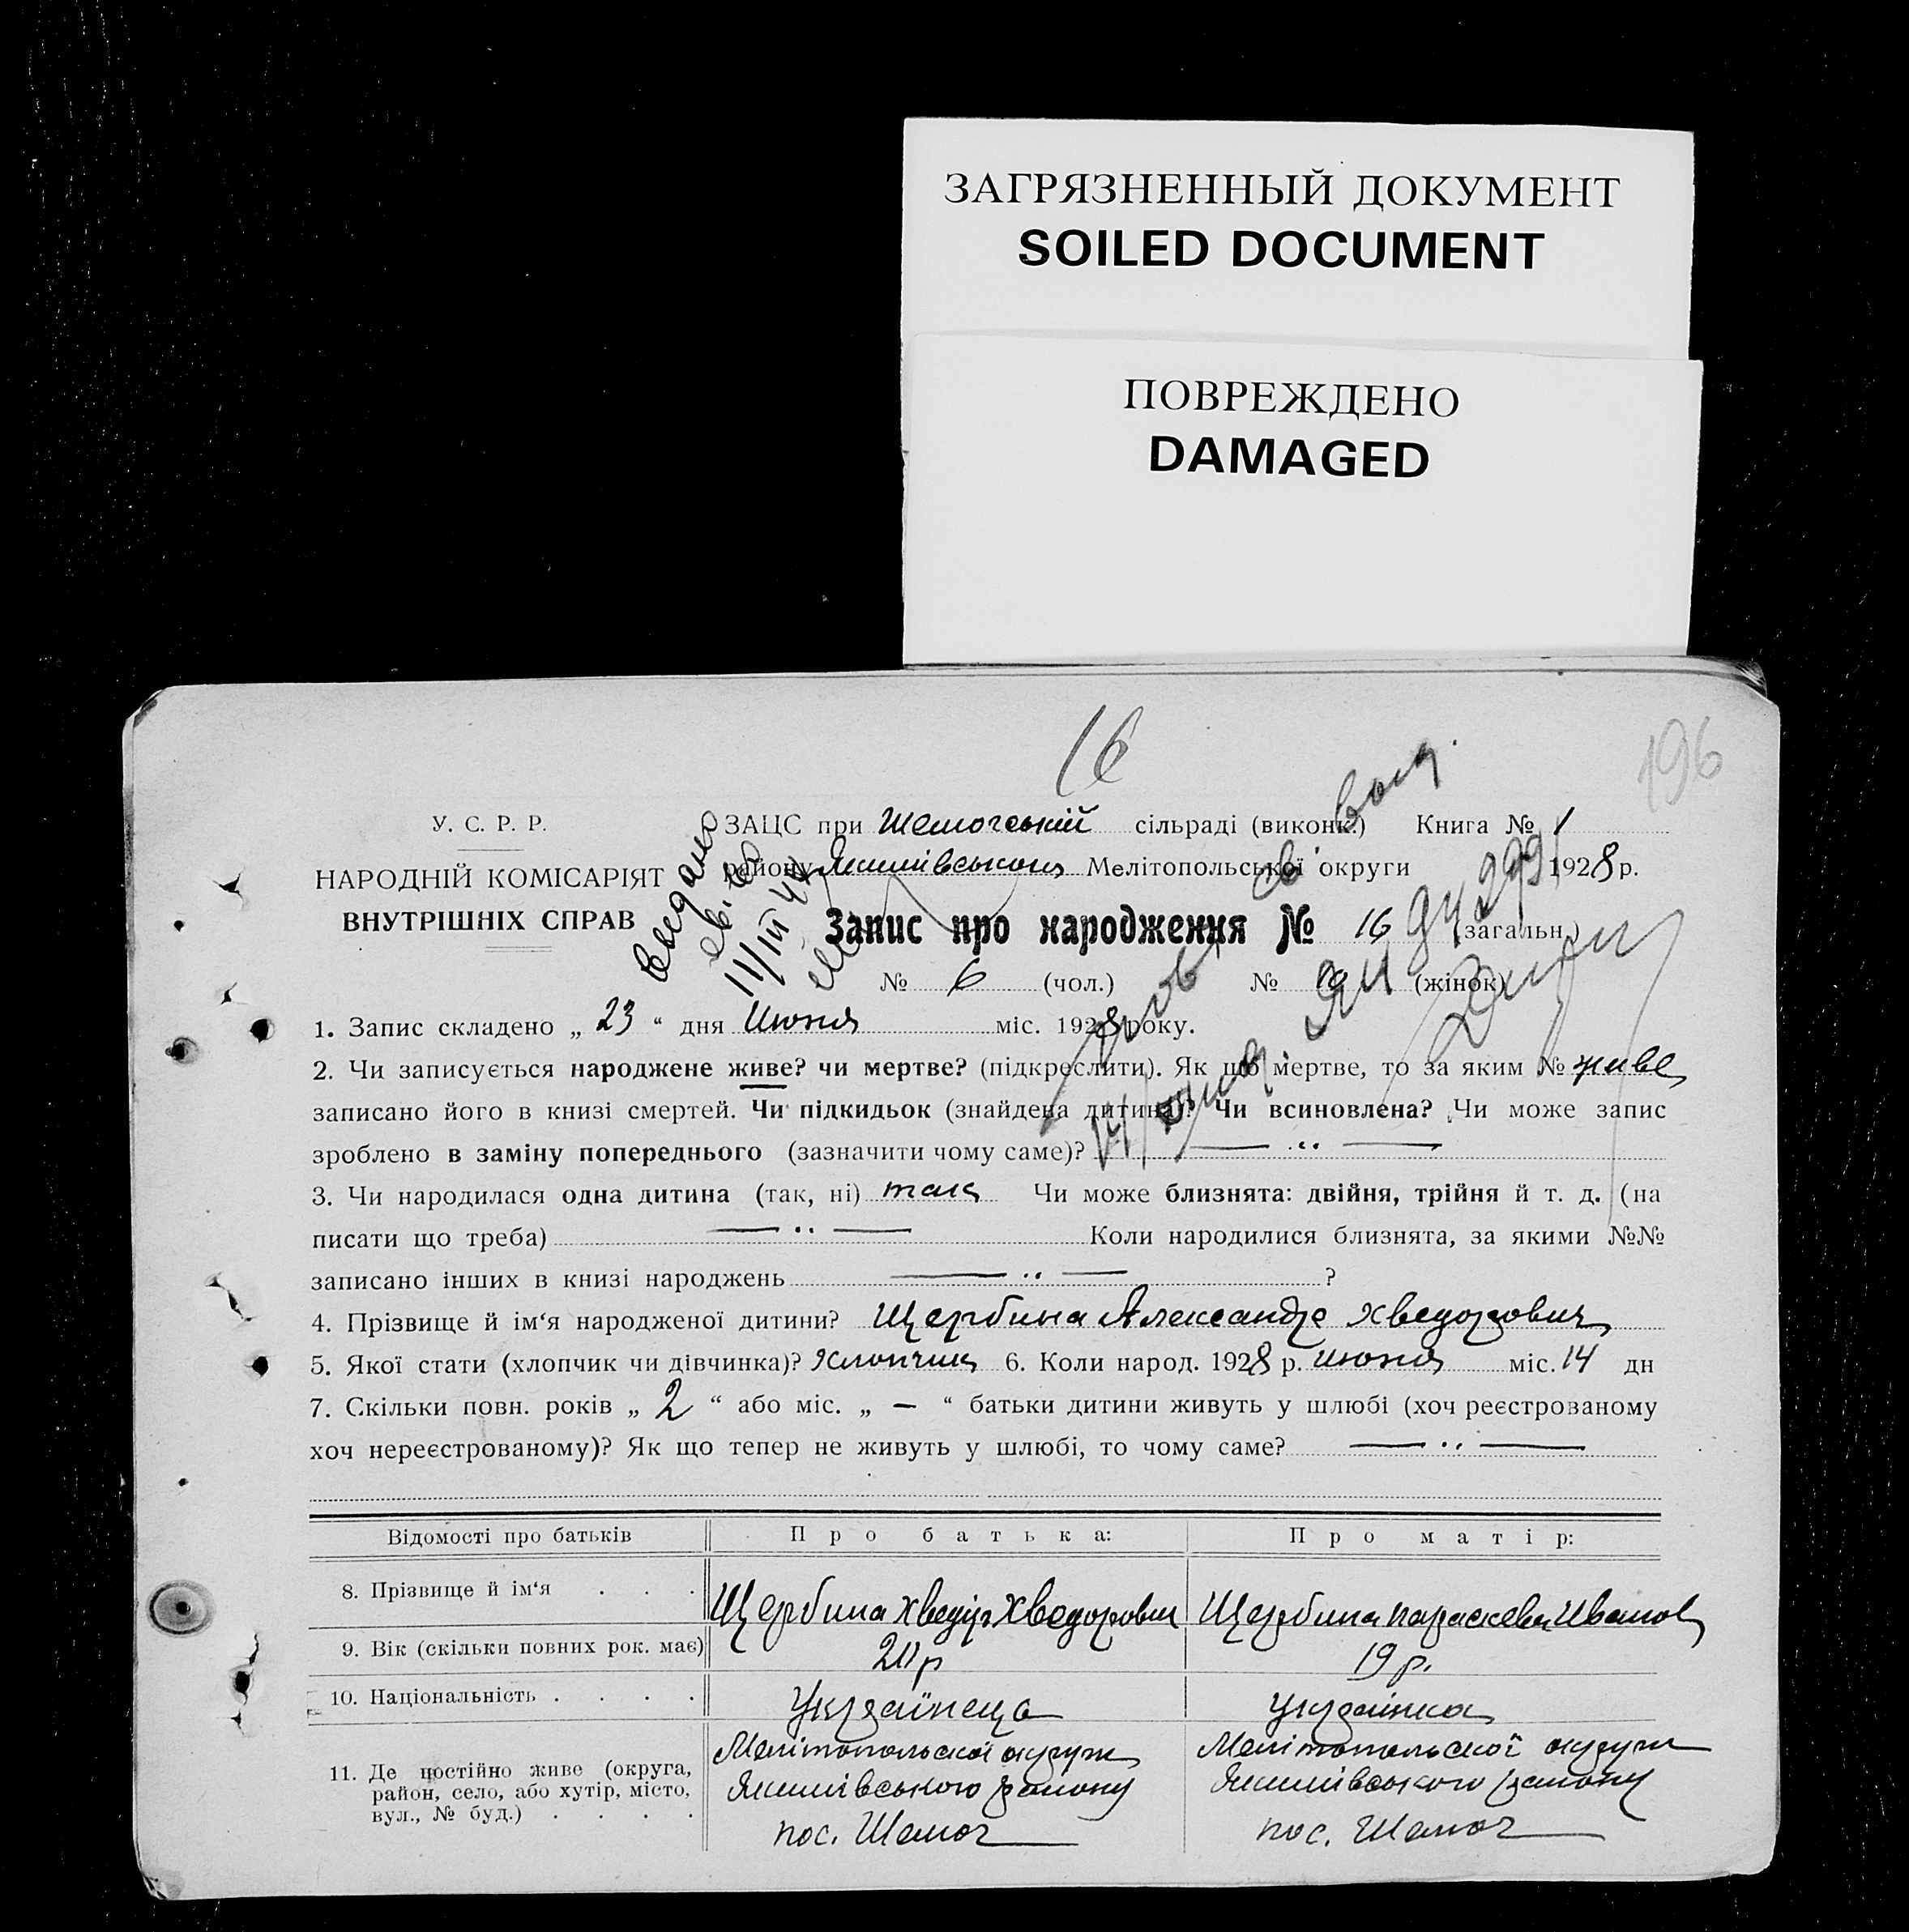 ЗАГРЯЗНЕННЫЙ ДОКУМЕНТ
SOILED DOCUMENT
ПОВРЕЖДЕНО
DAMAGED
16
196
У. С. Р. Р.
НАРОДНІЙ КОМІСАРІЯТ
ВНУТРІШНІХ СПРАВ
ЗАЦС при сільраді (виконк.) Книга № 1
району Якимівського Мелітопольської округи 1928 р.
Запис про народження № 16 (загальн.)
№ 6 (чол.) № 10 (жінок)
1. Запис складено „ 23 “ дня Июня міс. 1928 року.
2. Чи записується народжене живе? чи мертве? (підкреслити). Як що мертве, то за яким № живе
записано його в книзі смертей. Чи підкидьок (знайдена дитина)? Чи всиновлена? Чи може запис
зроблено в заміну попереднього (зазначити чому саме)?
3. Чи народилася одна дитина (так, ні) так Чи може близнята: двійня, трійня й т. д. (на
писати що треба) Коли народилися близнята, за якими №№
записано інших в книзі народжень ?
4. Прізвище й ім‘я народженої дитини? Щербина Александр Хведорович
5. Якої стати (хлопчик чи дівчинка)? Хлопчик 6. Коли народ. 1928 р. июня міс. 14 дн
7. Скільки повн. років „ 2 “ або міс. „ — “ батьки дитини живуть у шлюбі (хоч реєстрованому
хоч нереєстрованому)? Як що тепер не живуть у шлюбі, то чому саме?
Відомості про батьків Про батька: Про матір:
8. Прізвище й ім‘я Щербина Хведір Хведорович Щербина Параскева Иванов
9. Вік (скільки повних рок. має) 20 р 19 р.
10. Національність Українець Українка
11. Де постійно живе (округа, район, село, або хутір, місто, вул., № буд.)
Мелітопольської округи Мелітопольської округи
Якимівського району Якимівського району
пос. пос.